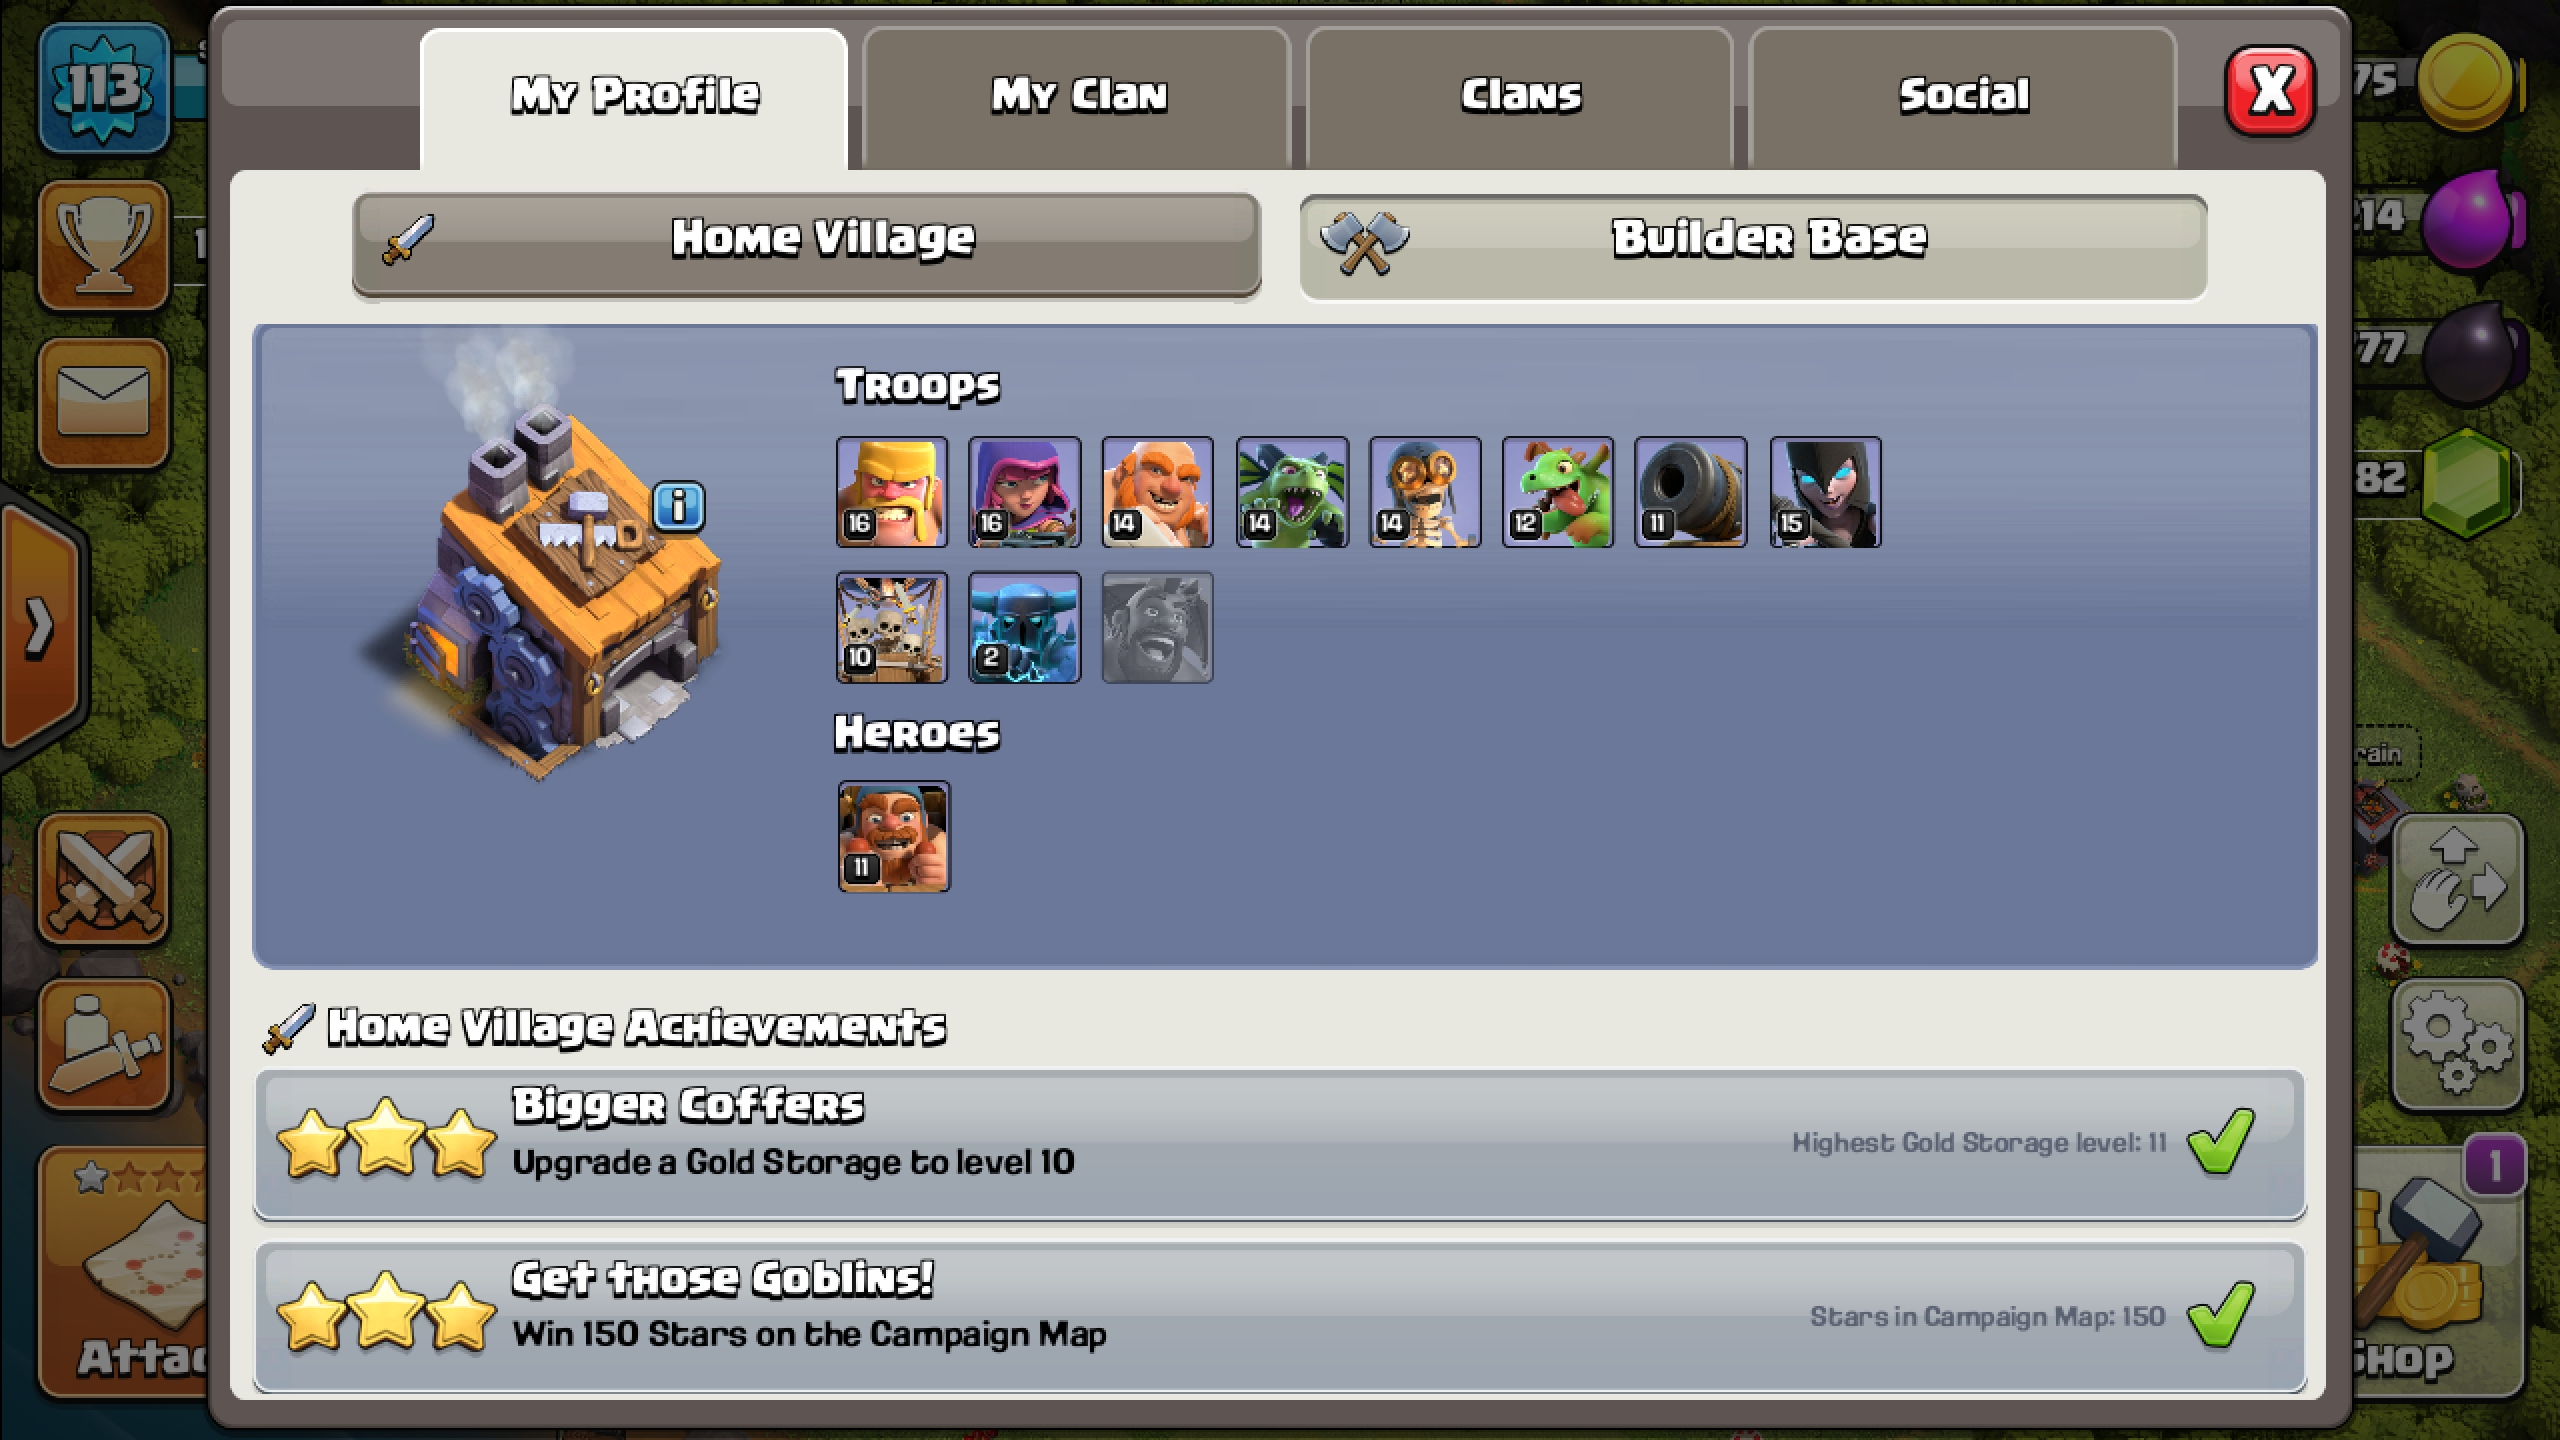 113
My Profile
My Clan
Clans
Social
X
75
Home Village
Builder Base
214
77
82
Troops
16 16 14 14 14 12 11 15
10 2
Heroes
11
Home Village Achievements
Bigger Coffers
Upgrade a Gold Storage to level 10
Highest Gold Storage level: 11
1
Get those Goblins!
Win 150 Stars on the Campaign Map
Stars in Campaign Map: 150
Attac
Shop